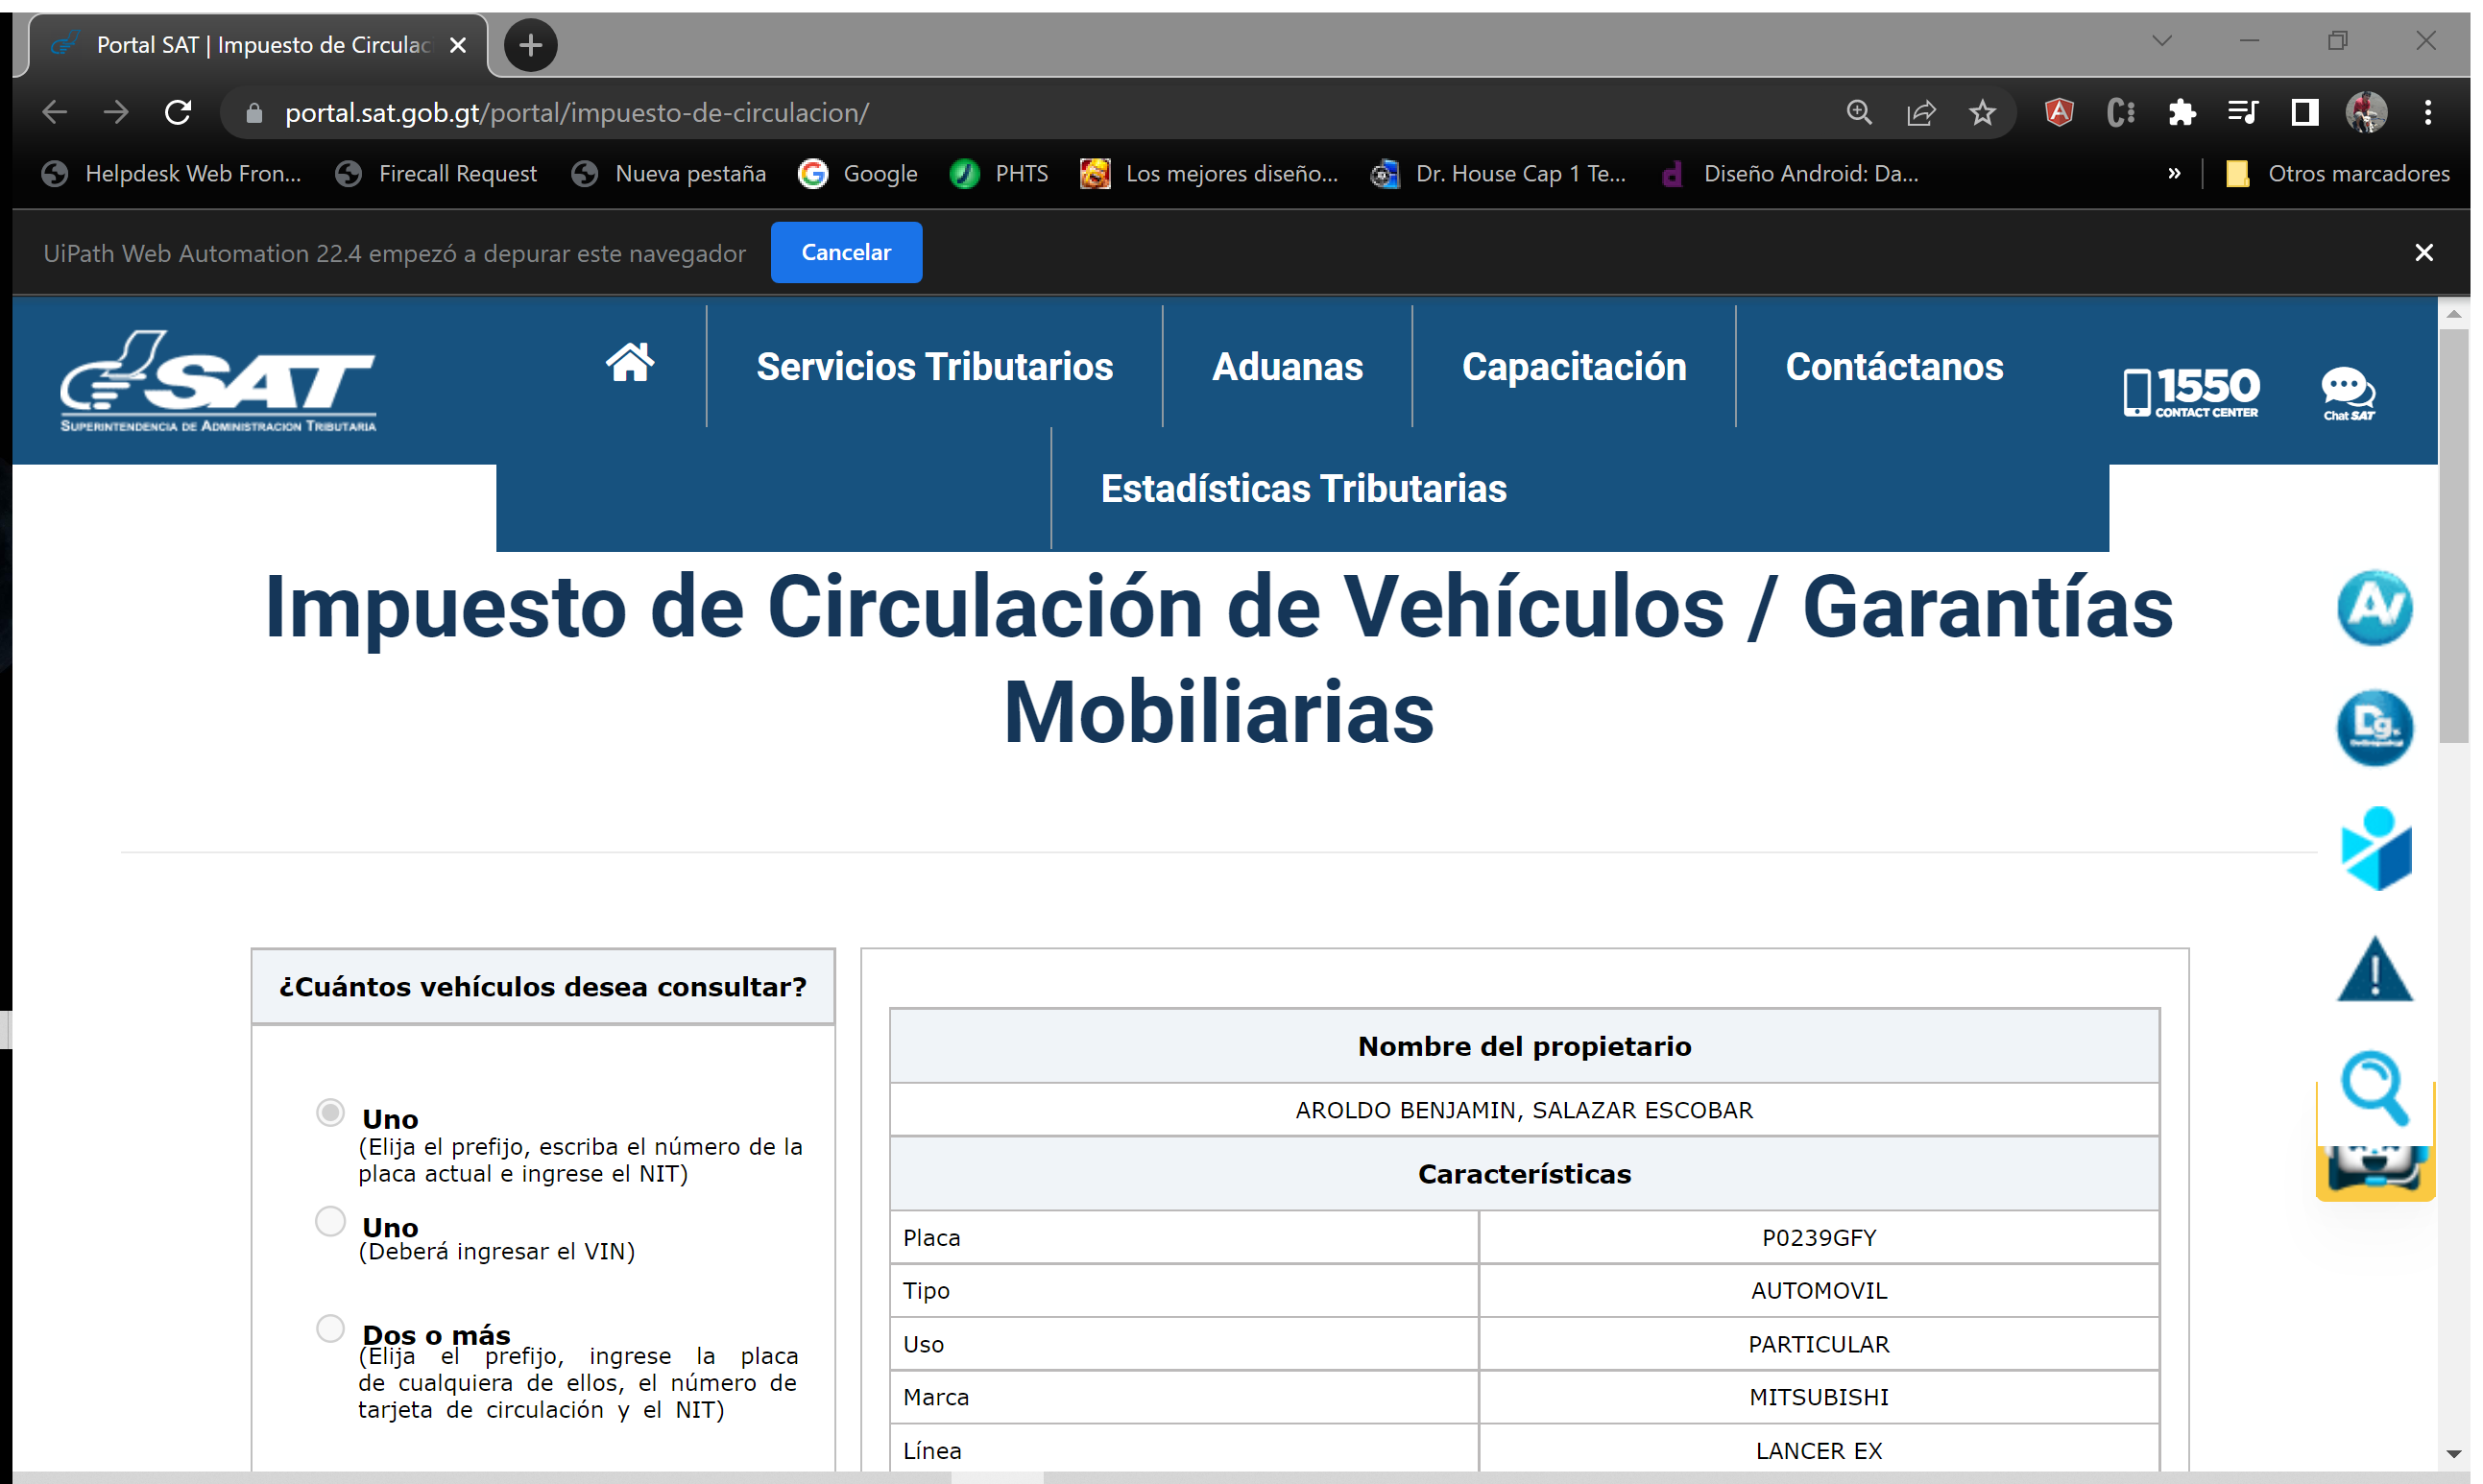 Portal SAT | Impuesto de Circulac
portal.sat.gob.gt/portal/impuesto-de-circulacion/
Helpdesk Web Fron... Firecall Request Nueva pestaña Google PHTS Los mejores diseño... Dr. House Cap 1 Te... Diseño Android: Da... » Otros marcadores
UiPath Web Automation 22.4 empezó a depurar este navegador Cancelar
SAT
SUPERINTENDENCIA DE ADMINISTRACION TRIBUTARIA
Servicios Tributarios Aduanas Capacitación Contáctanos
1550
CONTACT CENTER
Chat SAT
Estadísticas Tributarias
Impuesto de Circulación de Vehículos / Garantías
Mobiliarias
AV
Dg.
¿Cuántos vehículos desea consultar?
Uno
(Elija el prefijo, escriba el número de la
placa actual e ingrese el NIT)
Uno
(Deberá ingresar el VIN)
Dos o más
(Elija el prefijo, ingrese la placa
de cualquiera de ellos, el número de
tarjeta de circulación y el NIT)
Nombre del propietario
AROLDO BENJAMIN, SALAZAR ESCOBAR
Características
Placa P0239GFY
Tipo AUTOMOVIL
Uso PARTICULAR
Marca MITSUBISHI
Línea LANCER EX